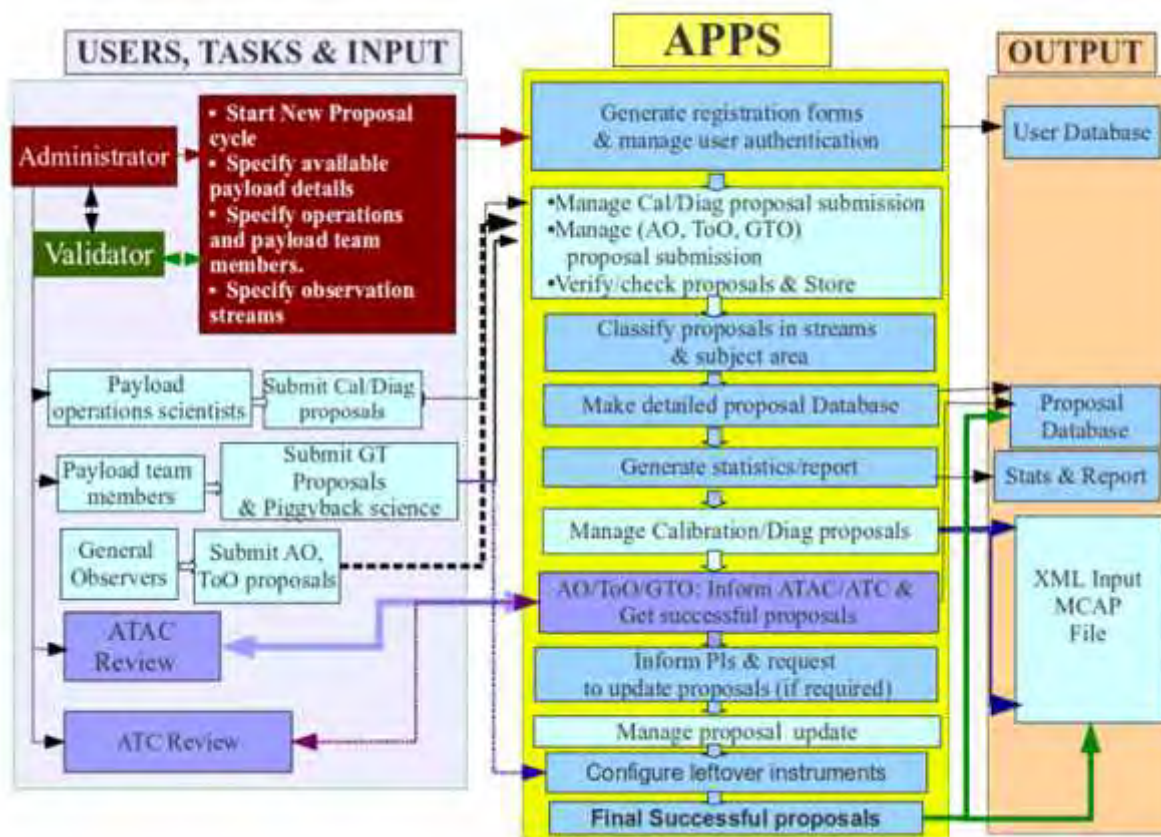 USERS, TASKS & INPUT
Administrator
Validator
• Start New Proposal
cycle
• Specify available
payload details
• Specify operations
and payload team
members.
• Specify observation
streams
Payload
operations scientists
Submit Cal/Diag
proposals
Payload team
members
Submit GT
Proposals
& Piggyback science
General
Observers
Submit AO,
ToO proposals
ATAC
Review
ATC Review
APPS
Generate registration forms
& manage user authentication
•Manage Cal/Diag proposal submission
•Manage (AO, ToO, GTO)
proposal submission
•Verify/check proposals & Store
Classify proposals in streams
& subject area
Make detailed proposal Database
Generate statistics/report
Manage Calibration/Diag proposals
AO/ToO/GTO: Inform ATAC/ATC &
Get successful proposals
Inform PIs & request
to update proposals (if required)
Manage proposal update
Configure leftover instruments
Final Successful proposals
OUTPUT
User Database
Proposal
Database
Stats & Report
XML Input
MCAP
File